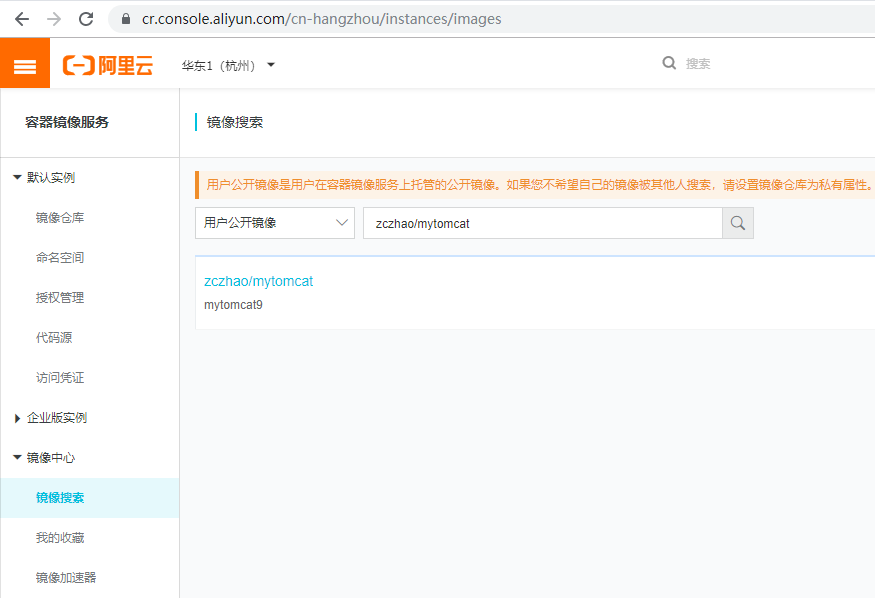 cr.console.aliyun.com/cn-hangzhou/instances/images
阿里云
华东1（杭州）
搜索
容器镜像服务
镜像搜索
默认实例
用户公开镜像是用户在容器镜像服务上托管的公开镜像。如果您不希望自己的镜像被其他人搜索，请设置镜像仓库为私有属性。
镜像仓库
用户公开镜像
zczhao/mytomcat
命名空间
zczhao/mytomcat
授权管理
mytomcat9
代码源
访问凭证
企业版实例
镜像中心
镜像搜索
我的收藏
镜像加速器